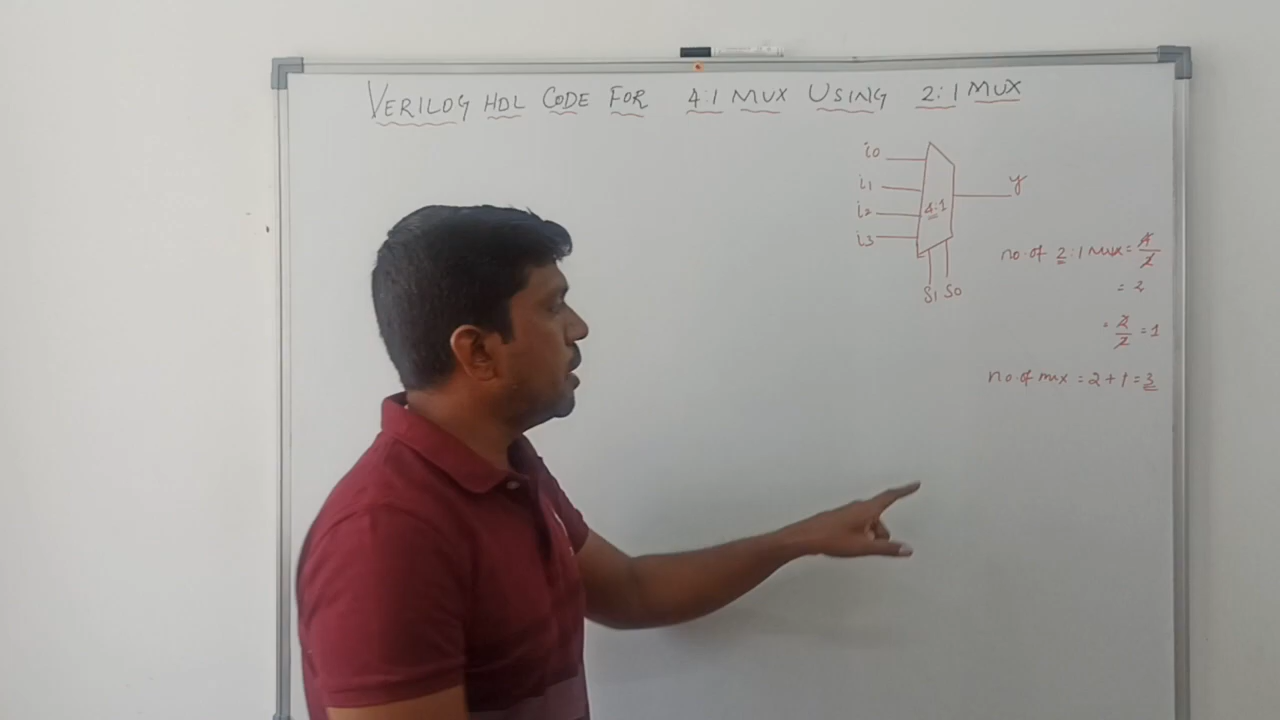 VERILOG HDL CODE FOR 4:1 MUX USING 2:1 MUX
i0
i1
i2
i3
4:1
y
S1 S0
no. of 2:1 MUX = 4/2
= 2
= 2/2 = 1
no. of mux = 2 + 1 = 3